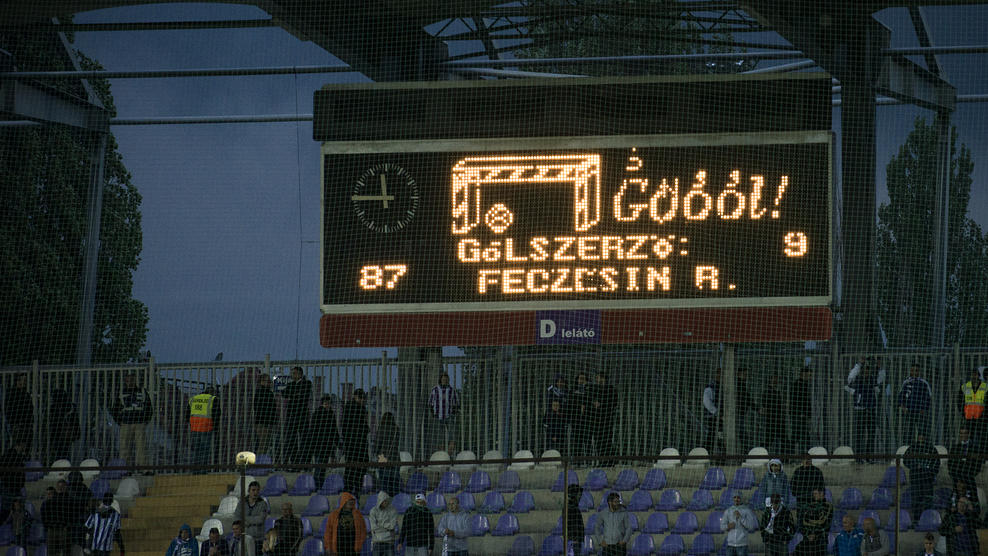 Góóól!
GÓLSZERZŐ: 9
87 FECZESIN R.
D lelátó